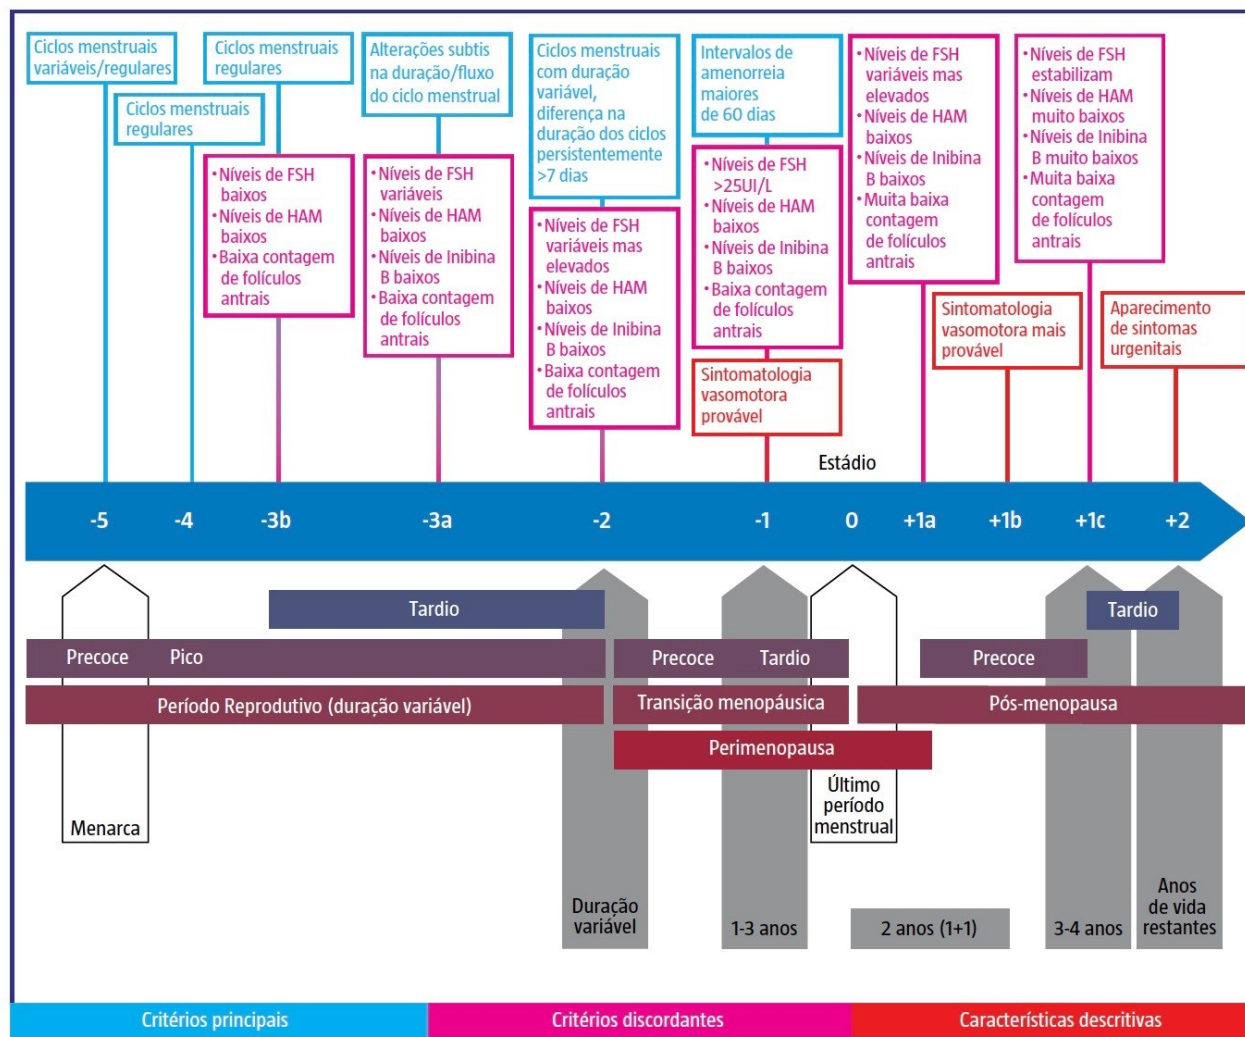 Ciclos menstruais
variáveis/regulares
Ciclos menstruais
regulares
Ciclos menstruais
regulares
• Níveis de FSH
baixos
• Níveis de HAM
baixos
• Baixa contagem
de folículos
antrais
Alterações subtis
na duração/fluxo
do ciclo menstrual
• Níveis de FSH
variáveis
• Níveis de HAM
baixos
• Níveis de Inibina
B baixos
• Baixa contagem
de folículos
antrais
Ciclos menstruais
com duração
variável,
diferença na
duração dos ciclos
persistentemente
>7 dias
• Níveis de FSH
variáveis mas
elevados
• Níveis de HAM
baixos
• Níveis de Inibina
B baixos
• Baixa contagem
de folículos
antrais
Intervalos de
amenorreia
maiores
de 60 dias
• Níveis de FSH
>25UI/L
• Níveis de HAM
baixos
• Níveis de Inibina
B baixos
• Baixa contagem
de folículos
antrais
Sintomatologia
vasomotora
provável
• Níveis de FSH
variáveis mas
elevados
• Níveis de HAM
baixos
• Níveis de Inibina
B baixos
• Muita baixa
contagem
de folículos
antrais
Sintomatologia
vasomotora mais
provável
• Níveis de FSH
estabilizam
• Níveis de HAM
muito baixos
• Níveis de Inibina
B muito baixos
• Muita baixa
contagem
de folículos
antrais
Aparecimento
de sintomas
urgenitais
Estádio
-5 -4 -3b -3a -2 -1 0 +1a +1b +1c +2
Tardio
Tardio
Precoce Pico
Precoce Tardio
Precoce
Período Reprodutivo (duração variável)
Transição menopáusica
Pós-menopausa
Perimenopausa
Menarca
Último
período
menstrual
Duração
variável
1-3 anos
2 anos (1+1)
3-4 anos
Anos
de vida
restantes
Critérios principais
Critérios discordantes
Características descritivas